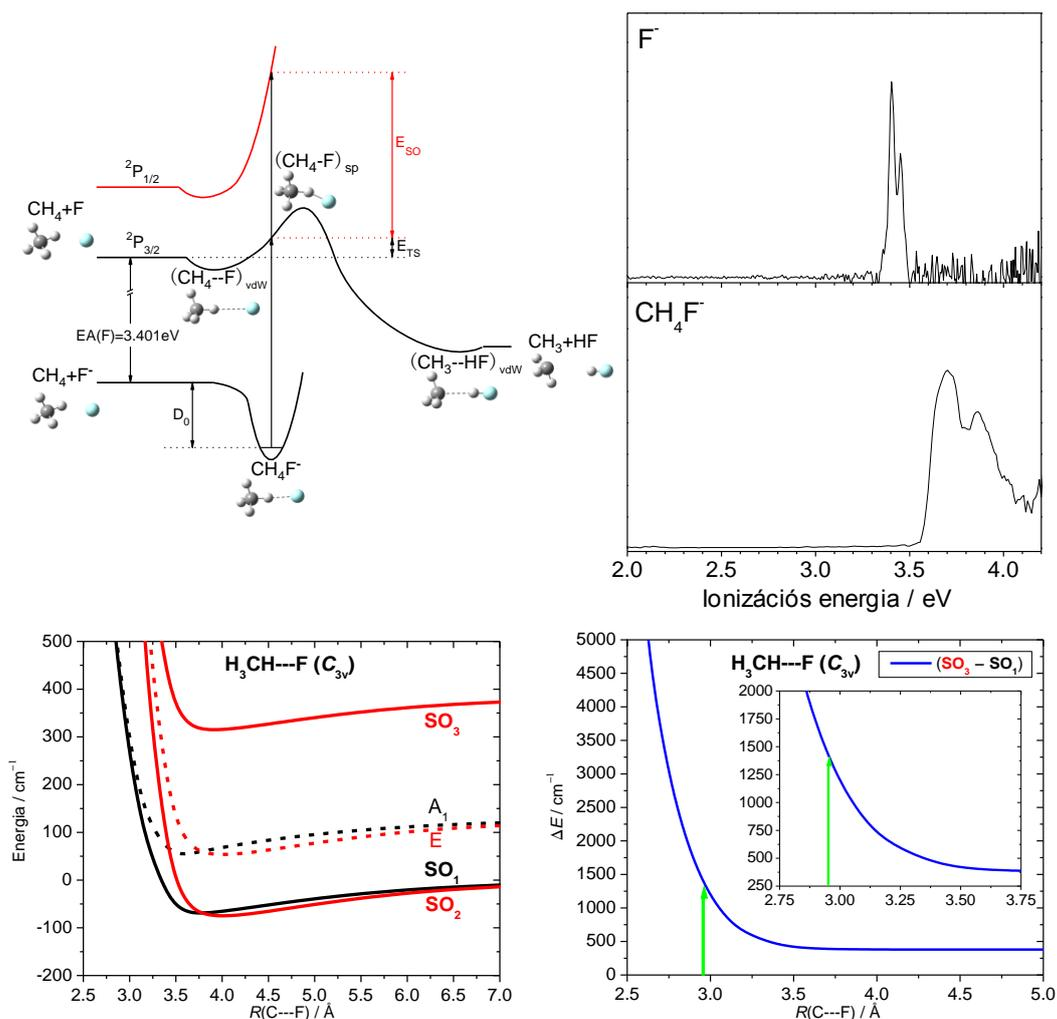 ²P₁/₂
CH₄+F
²P₃/₂
(CH₄--F)vdW
(CH₄-F)sp
E_SO
E_TS
EA(F)=3.401eV
CH₄+F⁻
D₀
CH₄F⁻
(CH₃--HF)vdW
CH₃+HF
F⁻
CH₄F⁻
2.0 2.5 3.0 3.5 4.0
Ionizációs energia / eV
H₃CH---F (C₃ᵥ)
500
400
300
200
100
0
-100
-200
Energia / cm⁻¹
SO₃
A₁
E
SO₁
SO₂
2.5 3.0 3.5 4.0 4.5 5.0 5.5 6.0 6.5 7.0
R(C---F) / Å
H₃CH---F (C₃ᵥ)
(SO₃ – SO₁)
5000
4500
4000
3500
3000
2500
2000
1500
1000
500
0
ΔE / cm⁻¹
2000
1750
1500
1250
1000
750
500
250
2.75 3.00 3.25 3.50 3.75
2.5 3.0 3.5 4.0 4.5 5.0
R(C---F) / Å